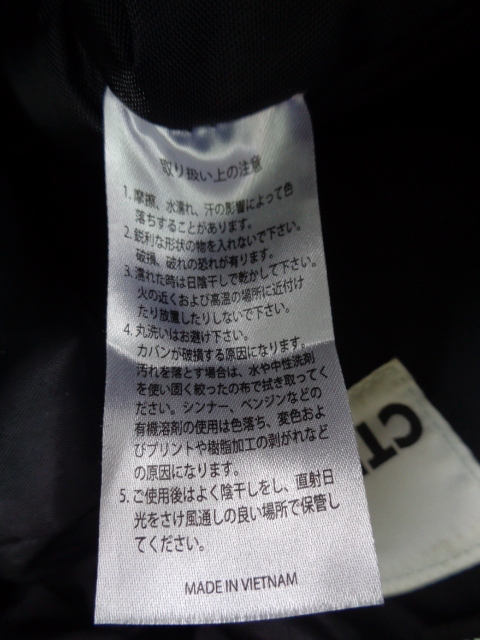 取り扱い上の注意
1. 摩擦、水濡れ、汗の影響によって色
落ちすることがあります。
2. 鋭利な形状の物を入れないで下さい。
破損、破れの恐れが有ります。
3. 濡れた時は日陰干しで乾かして下さい。
火の近くおよび高温の場所に近付け
たり放置したりしないで下さい。
4. 丸洗いはお避け下さい。
カバンが破損する原因になります。
汚れを落とす場合は、水や中性洗剤
を使い固く絞った布で拭き取ってく
ださい。シンナー、ベンジンなどの
有機溶剤の使用は色落ち、変色およ
びプリントや樹脂加工の剥がれなど
の原因になります。
5. ご使用後はよく陰干しをし、直射日
光をさけ風通しの良い場所で保管し
てください。
MADE IN VIETNAM